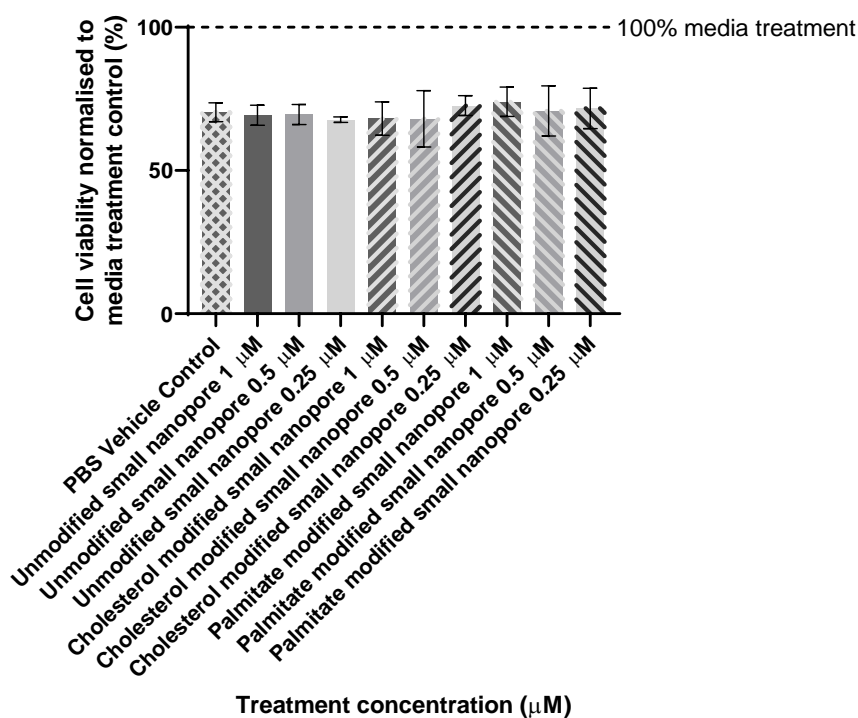 Cell viability normalised to
media treatment control (%)
100
50
0
100% media treatment
PBS Vehicle Control
Unmodified small nanopore 1 μM
Unmodified small nanopore 0.5 μM
Unmodified small nanopore 0.25 μM
Cholesterol modified small nanopore 1 μM
Cholesterol modified small nanopore 0.5 μM
Cholesterol modified small nanopore 0.25 μM
Palmitate modified small nanopore 1 μM
Palmitate modified small nanopore 0.5 μM
Palmitate modified small nanopore 0.25 μM
Treatment concentration (μM)